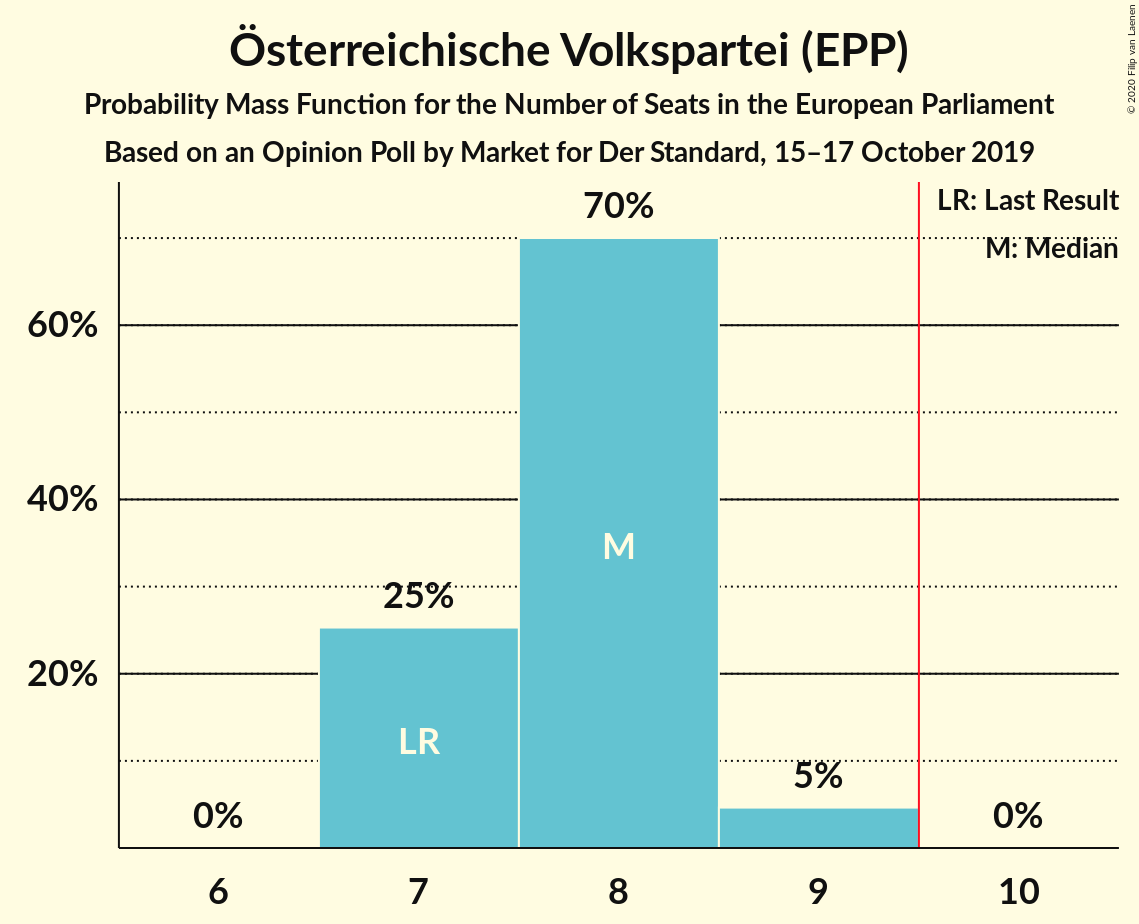 Österreichische Volkspartei (EPP)
Probability Mass Function for the Number of Seats in the European Parliament
Based on an Opinion Poll by Market for Der Standard, 15–17 October 2019
© 2020 Filip van Laenen
LR: Last Result
M: Median
70%
60%
40%
M
25%
20%
LR
5%
0%
0%
6
7
8
9
10